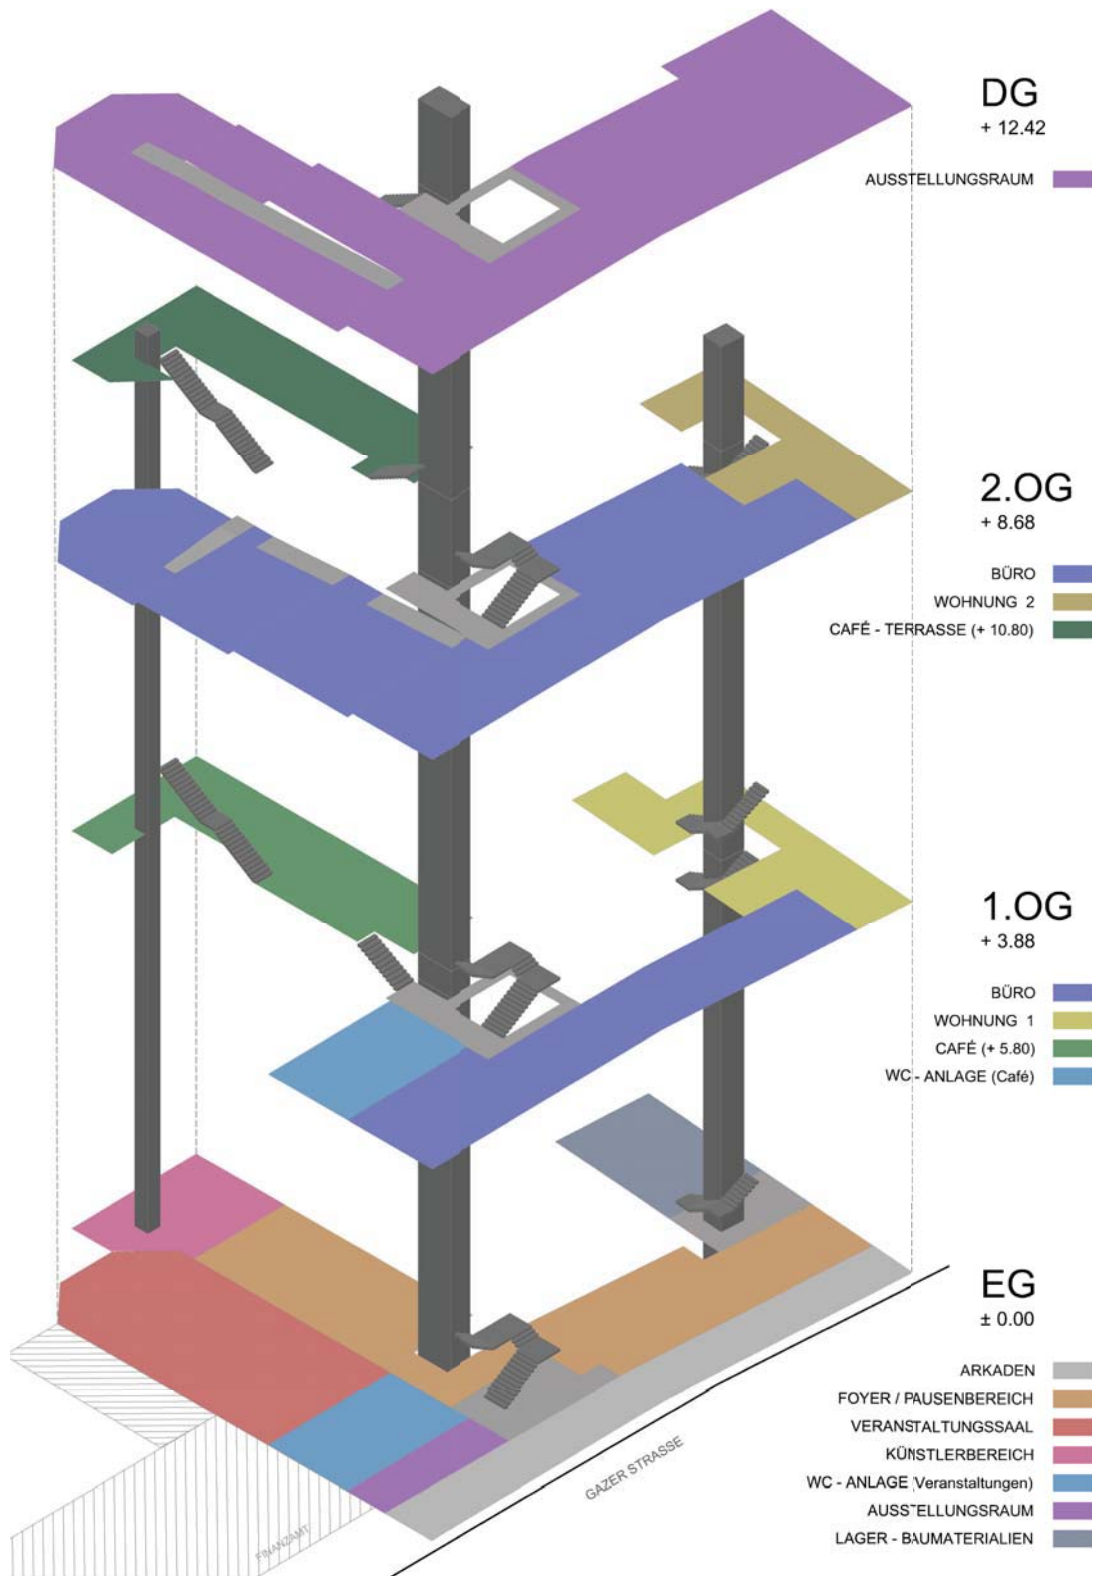 DG
+ 12.42
AUSSTELLUNGSRAUM
2.OG
+ 8.68
BÜRO
WOHNUNG 2
CAFÉ - TERRASSE (+ 10.80)
1.OG
+ 3.88
BÜRO
WOHNUNG 1
CAFÉ (+ 5.80)
WC - ANLAGE (Café)
EG
± 0.00
ARKADEN
FOYER / PAUSENBEREICH
VERANSTALTUNGSSAAL
KÜNSTLERBEREICH
WC - ANLAGE (Veranstaltungen)
AUSSTELLUNGSRAUM
LAGER - BAUMATERIALIEN
GAZER STRASSE
FINANZAMT